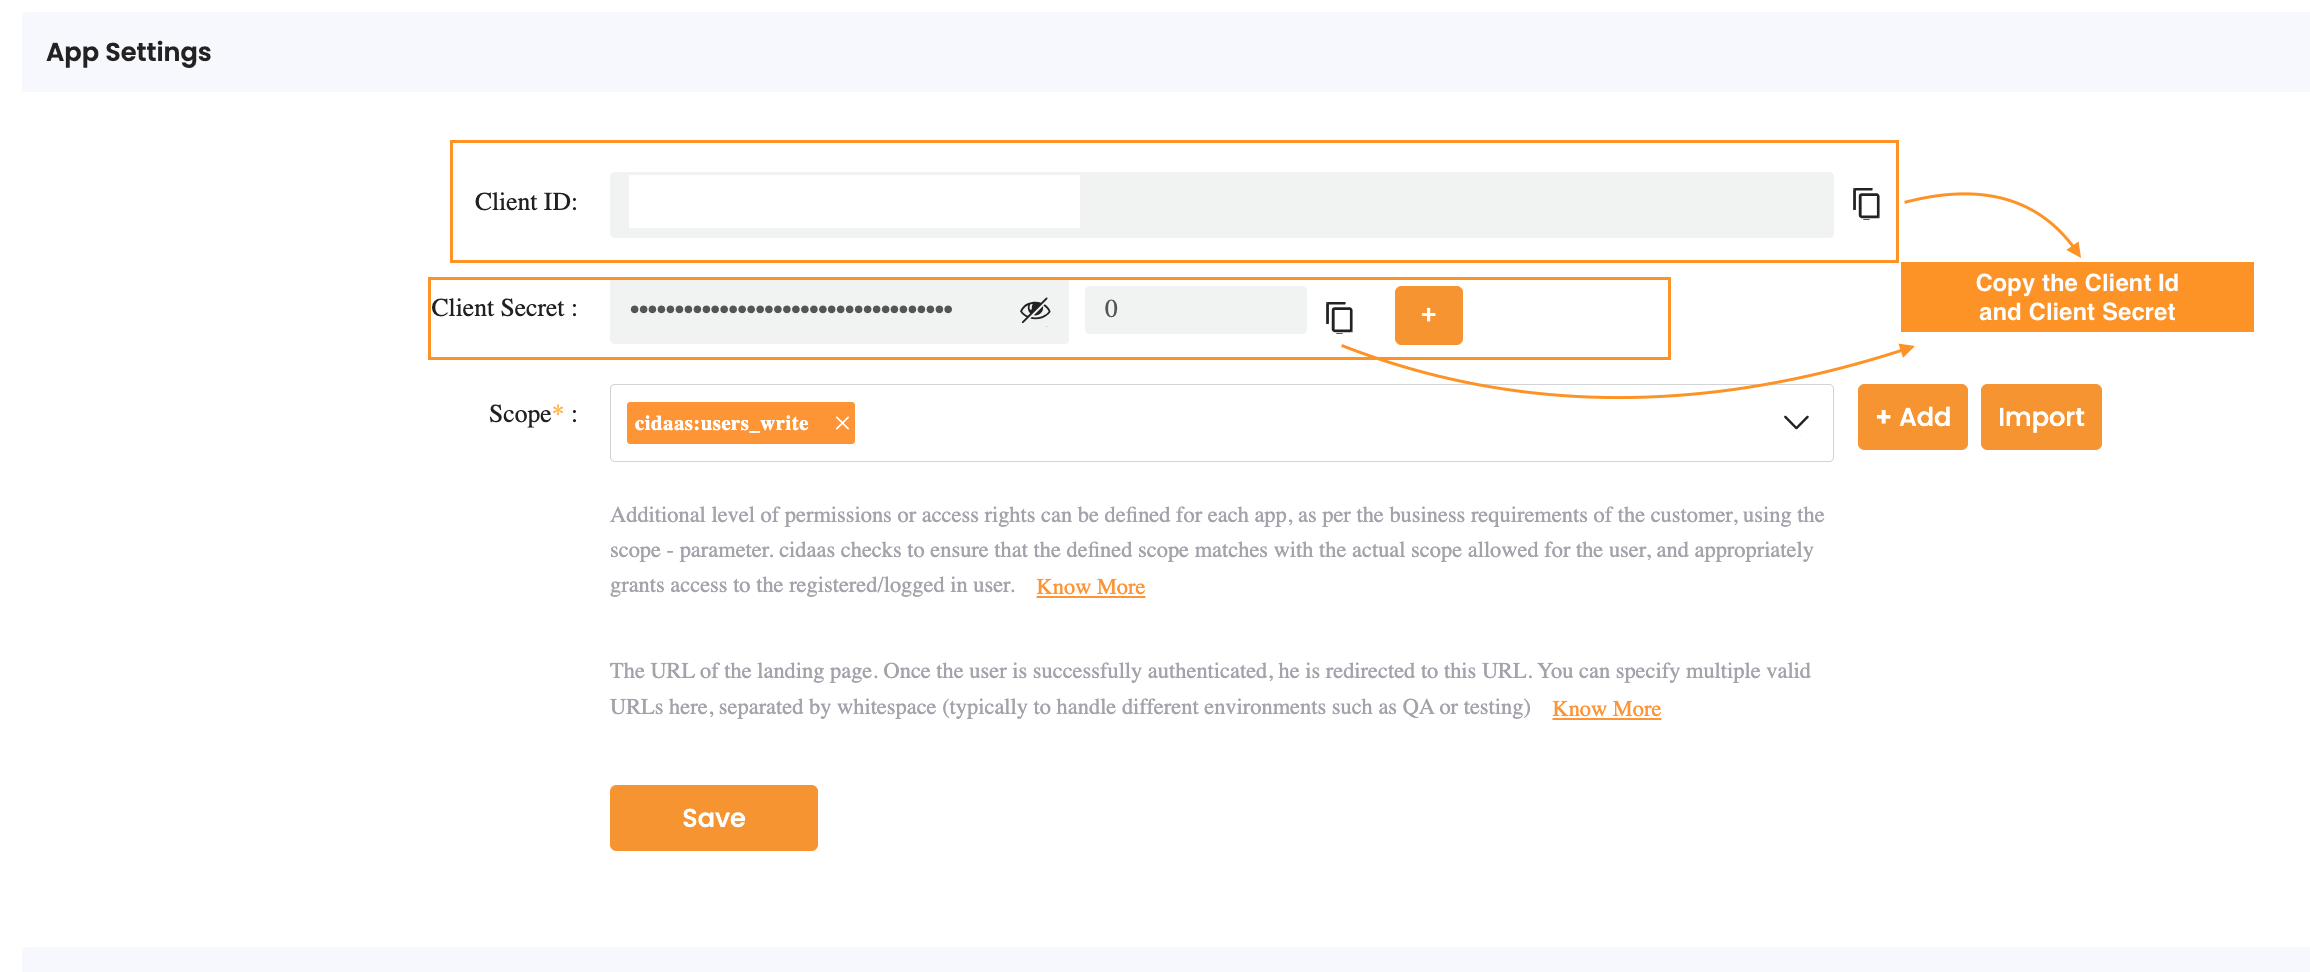 App Settings
Client ID:
Client Secret :
0
+
Copy the Client Id
and Client Secret
Scope* :
cidaas:users_write
+ Add
Import
Additional level of permissions or access rights can be defined for each app, as per the business requirements of the customer, using the
scope - parameter. cidaas checks to ensure that the defined scope matches with the actual scope allowed for the user, and appropriately
grants access to the registered/logged in user. Know More
The URL of the landing page. Once the user is successfully authenticated, he is redirected to this URL. You can specify multiple valid
URLs here, separated by whitespace (typically to handle different environments such as QA or testing) Know More
Save